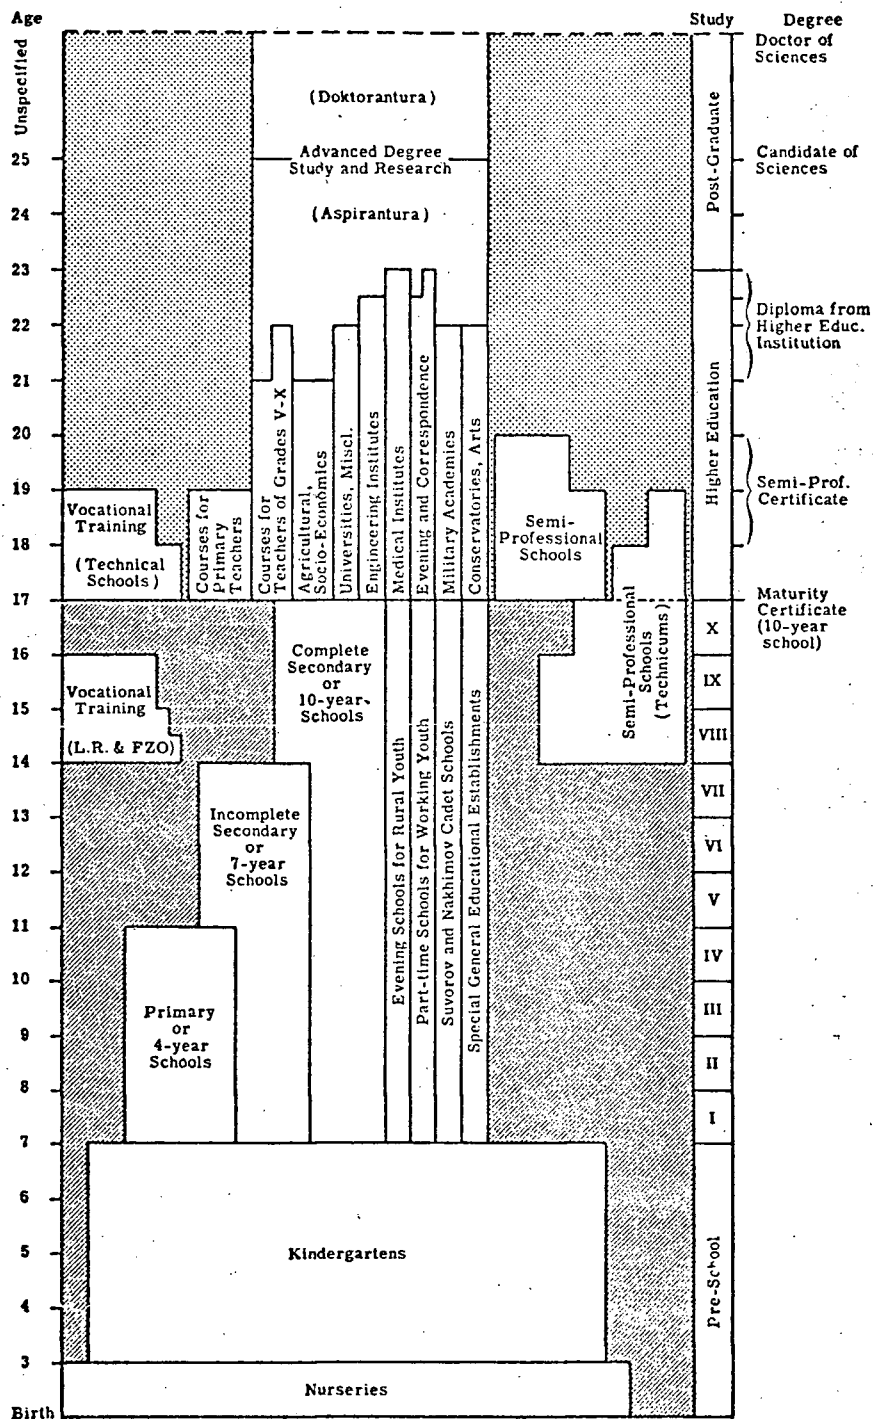 Age
Study
Degree
Unspecified
Doctor of
Sciences
(Doktorantura)
25
Advanced Degree
Study and Research
Candidate of
Sciences
Post-Graduate
24
(Aspirantura)
23
22
21
20
19
18
17
Diploma from
Higher Educ.
Institution
Higher Education
Semi-Prof.
Certificate
Vocational
Training
(Technical
Schools)
Courses for
Primary
Teachers
Courses for
Teachers of Grades V-X
Agricultural,
Socio-Economics
Universities, Miscl.
Engineering Institutes
Medical Institutes
Evening and Correspondence
Military Academics
Conservatories, Arts
Semi-
Professional
Schools
Maturity
Certificate
(10-year
school)
X
16
IX
15
VIII
14
Vocational
Training
(L.R. & FZO)
Complete
Secondary
or
10-year
Schools
Semi-Professional
Schools
(Technicums)
VII
13
VI
12
V
11
Incomplete
Secondary
or
7-year
Schools
Evening Schools for Rural Youth
Part-time Schools for Working Youth
Suvorov and Nakhimov Cadet Schools
Special General Educational Establishments
IV
10
III
9
II
8
I
7
Primary
or
4-year
Schools
6
5
4
3
Kindergartens
Pre-School
Nurseries
Birth